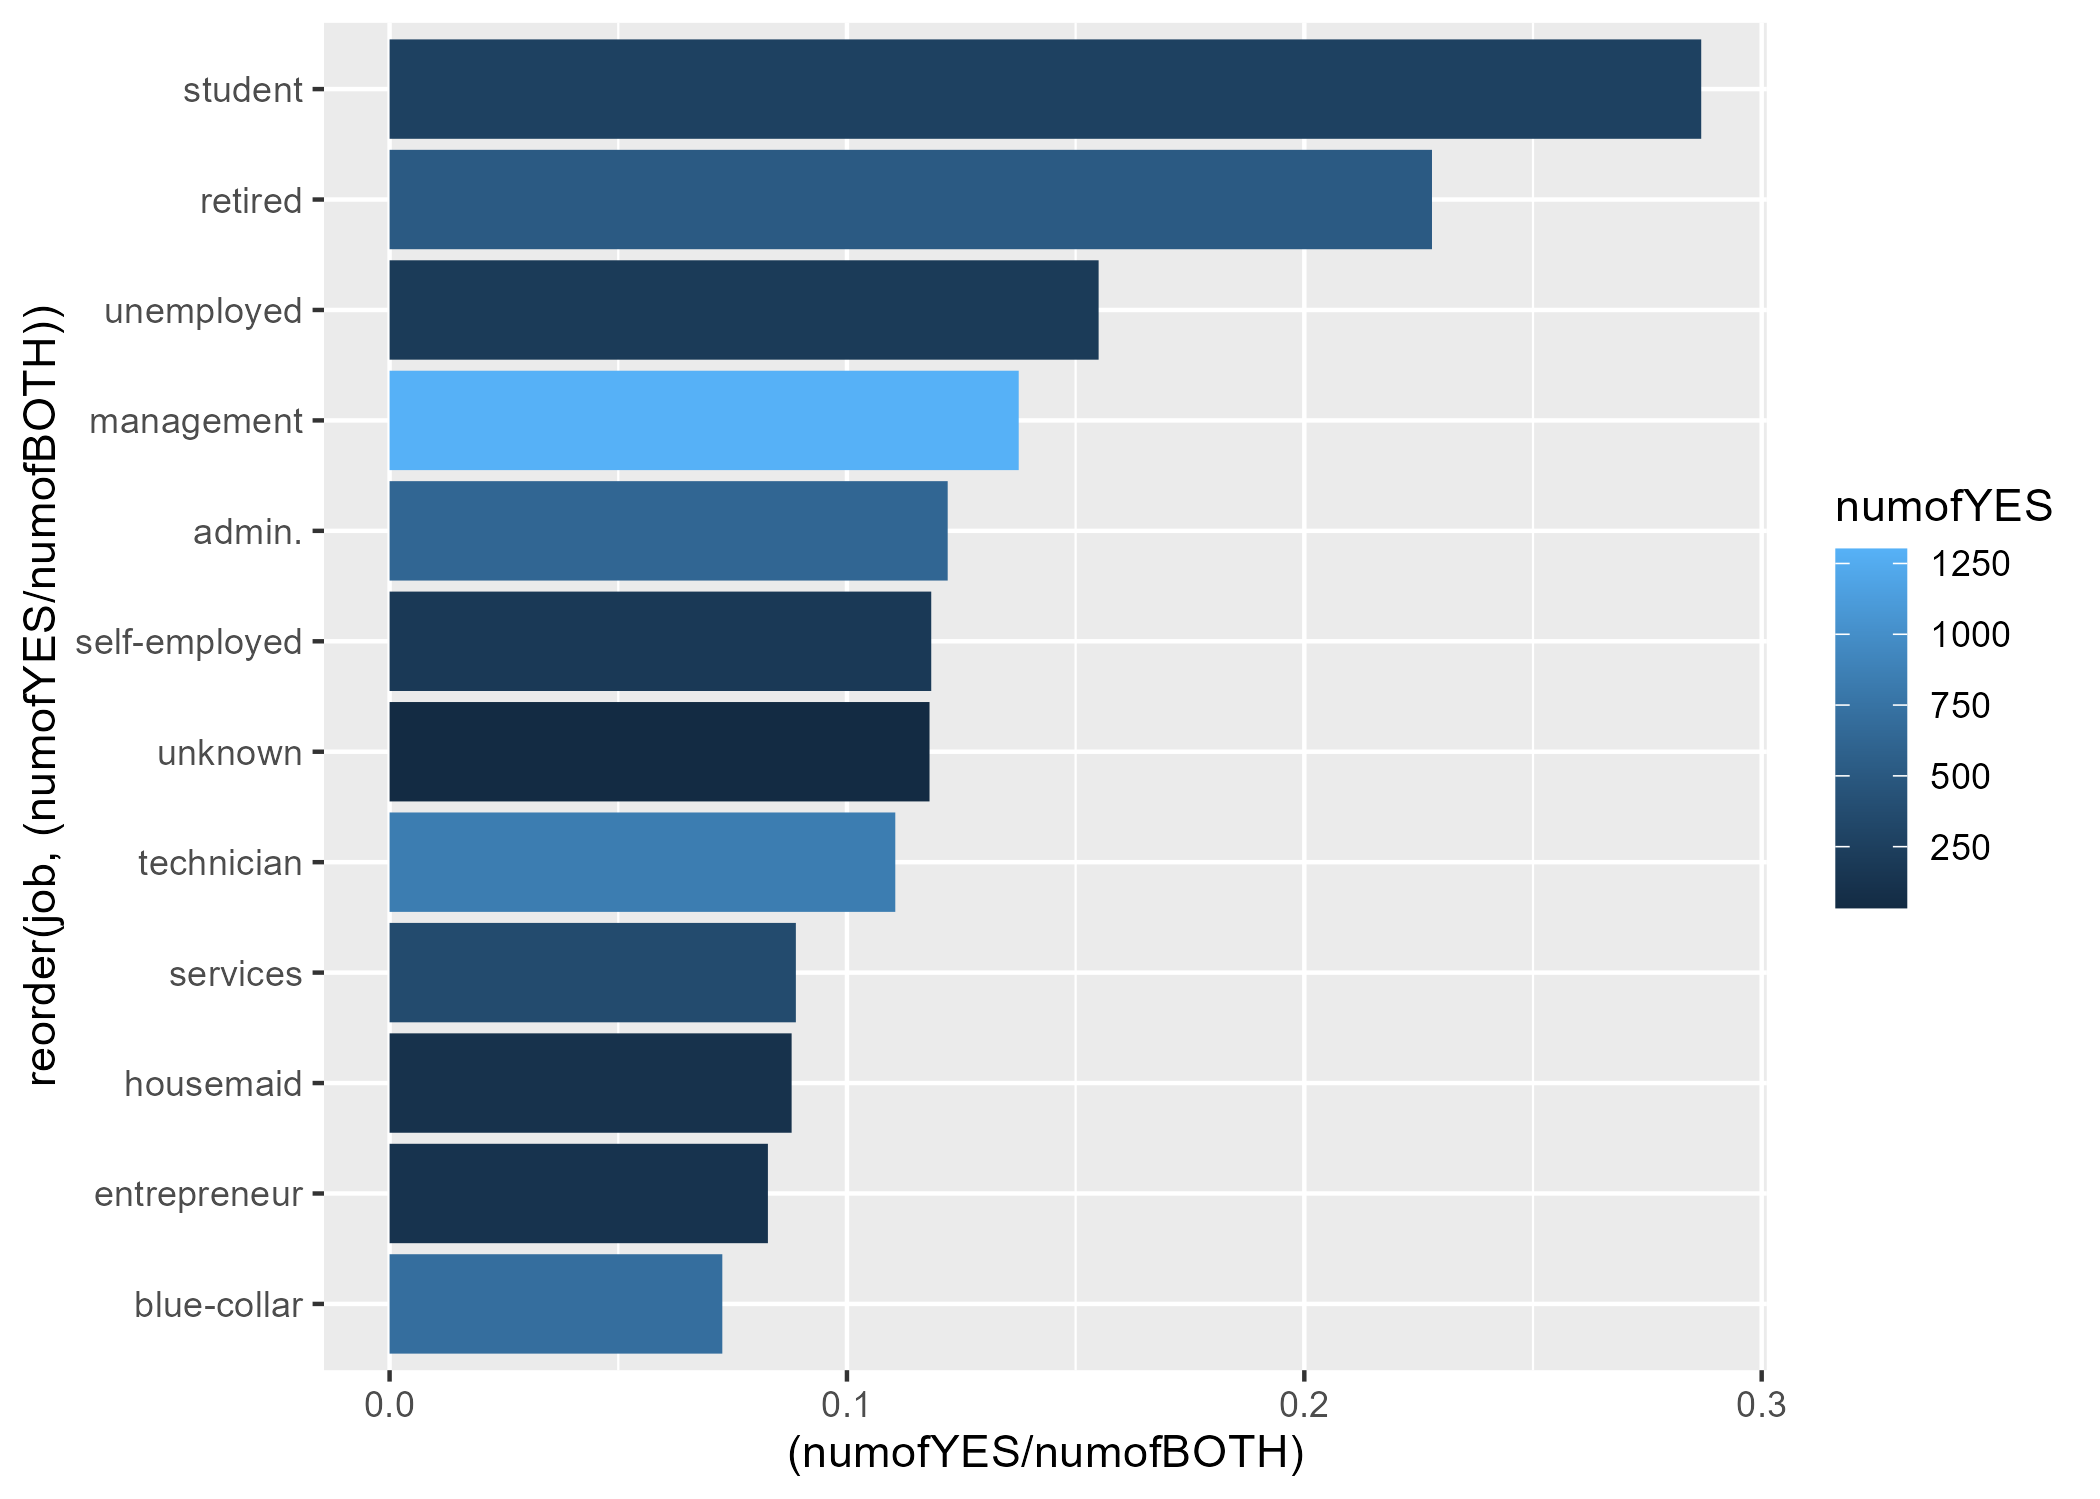 reorder(job, (numofYES/numofBOTH))
student
retired
unemployed
management
admin.
self-employed
unknown
technician
services
housemaid
entrepreneur
blue-collar
0.0
0.1
0.2
0.3
(numofYES/numofBOTH)
numofYES
1250
1000
750
500
250